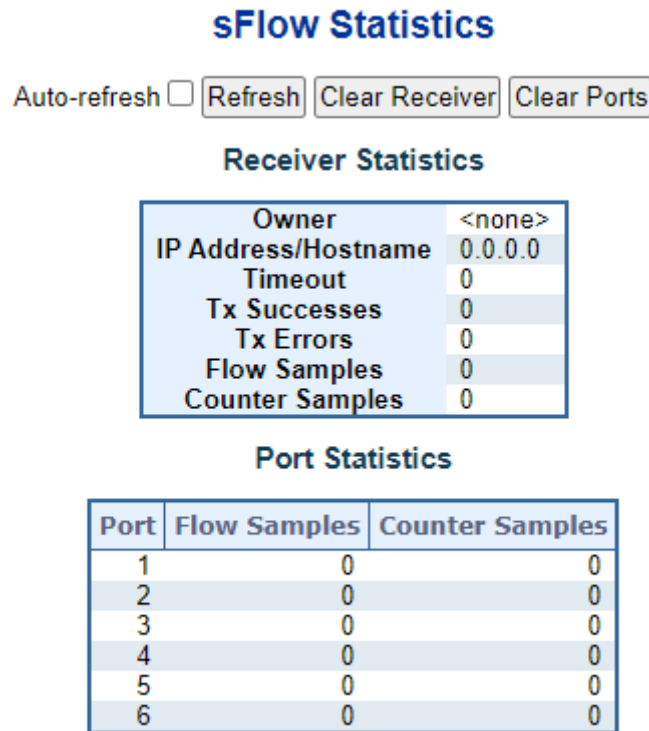 sFlow Statistics
Auto-refresh Refresh Clear Receiver Clear Ports
Receiver Statistics
Owner <none>
IP Address/Hostname 0.0.0.0
Timeout 0
Tx Successes 0
Tx Errors 0
Flow Samples 0
Counter Samples 0
Port Statistics
Port Flow Samples Counter Samples
1 0 0
2 0 0
3 0 0
4 0 0
5 0 0
6 0 0